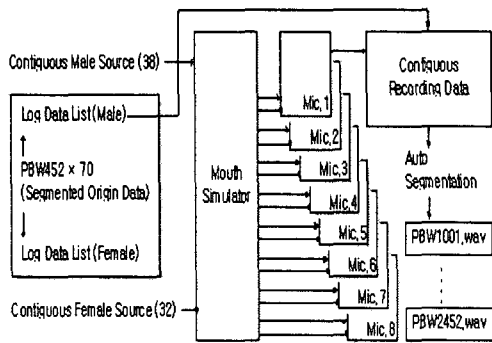 Contiguous Male Source (38)
Log Data List (Male)
PBW452 × 70
(Segmented Origin Data)
Log Data List (Female)
Contiguous Female Source (32)
Mouth
Simulator
Mic, 1
Mic, 2
Mic, 3
Mic, 4
Mic, 5
Mic, 6
Mic, 7
Mic, 8
Contiguous
Recording Data
Auto
Segmentation
PBW1001,wav
PBW2452,wav